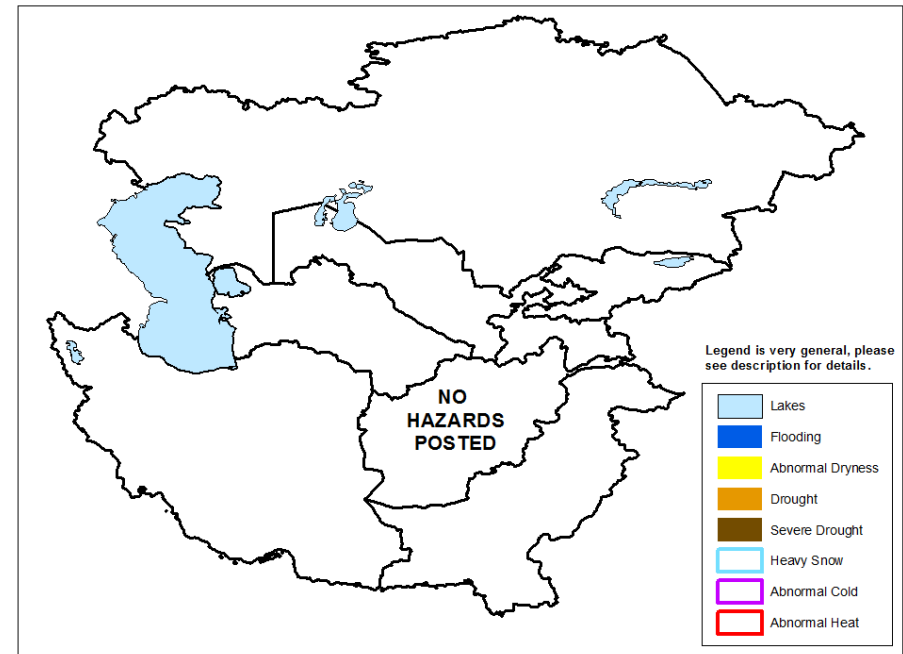 NO
HAZARDS
POSTED
Legend is very general, please
see description for details.
Lakes
Flooding
Abnormal Dryness
Drought
Severe Drought
Heavy Snow
Abnormal Cold
Abnormal Heat